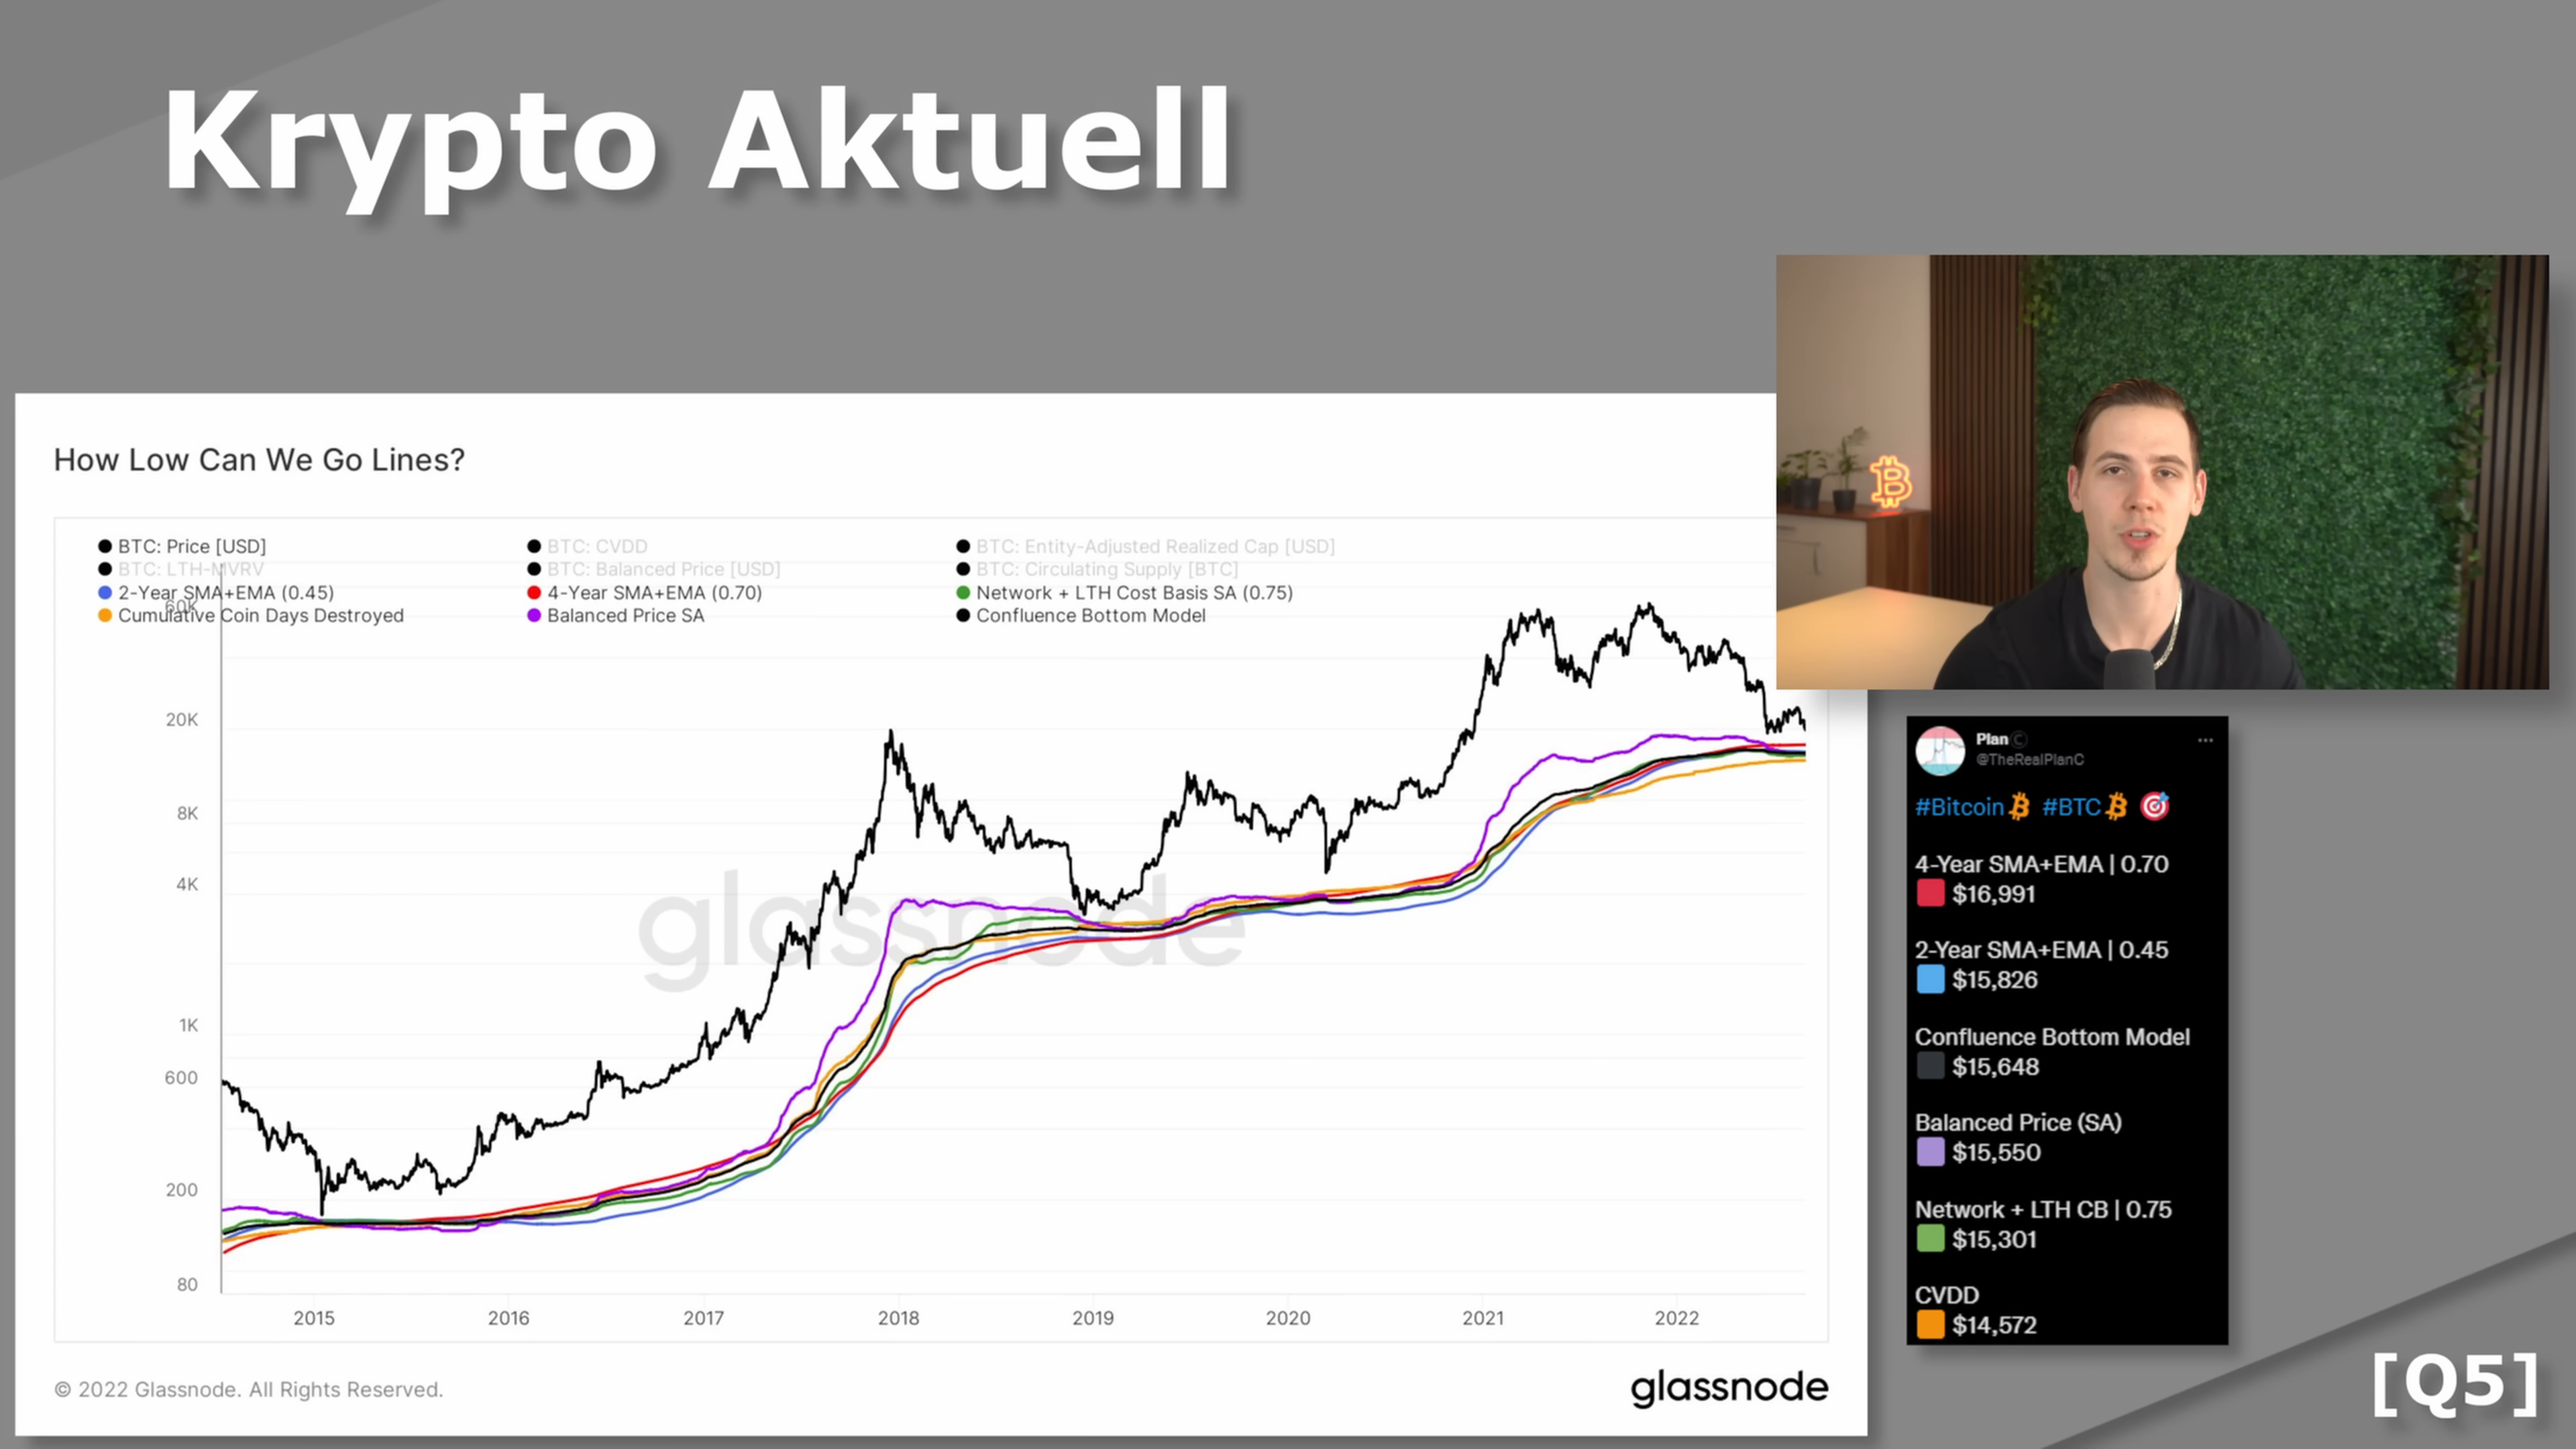 Krypto Aktuell
How Low Can We Go Lines?
BTC: Price [USD]
BTC: CVDD
BTC: Entity-Adjusted Realized Cap [USD]
BTC: LTH-MVRV
BTC: Balanced Price [USD]
BTC: Circulating Supply [BTC]
2-Year SMA+EMA (0.45)
4-Year SMA+EMA (0.70)
Network + LTH Cost Basis SA (0.75)
Cumulative Coin Days Destroyed
Balanced Price SA
Confluence Bottom Model
60K
20K
8K
4K
1K
600
200
80
glassnode
2015
2016
2017
2018
2019
2020
2021
2022
© 2022 Glassnode. All Rights Reserved.
glassnode
Plan©
@TheRealPlanC
#Bitcoin #BTC
4-Year SMA+EMA | 0.70
$16,991
2-Year SMA+EMA | 0.45
$15,826
Confluence Bottom Model
$15,648
Balanced Price (SA)
$15,550
Network + LTH CB | 0.75
$15,301
CVDD
$14,572
[Q5]